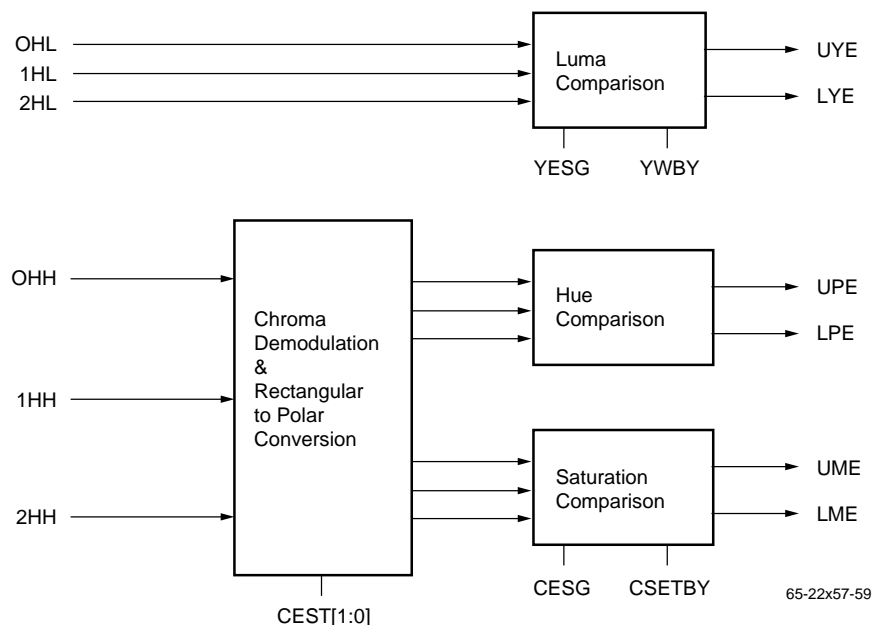 OHL
1HL
2HL
Luma
Comparison
UYE
LYE
YESG
YWBY
OHH
1HH
2HH
Chroma
Demodulation
&
Rectangular
to Polar
Conversion
CEST[1:0]
Hue
Comparison
UPE
LPE
Saturation
Comparison
UME
LME
CESG
CSETBY
65-22x57-59